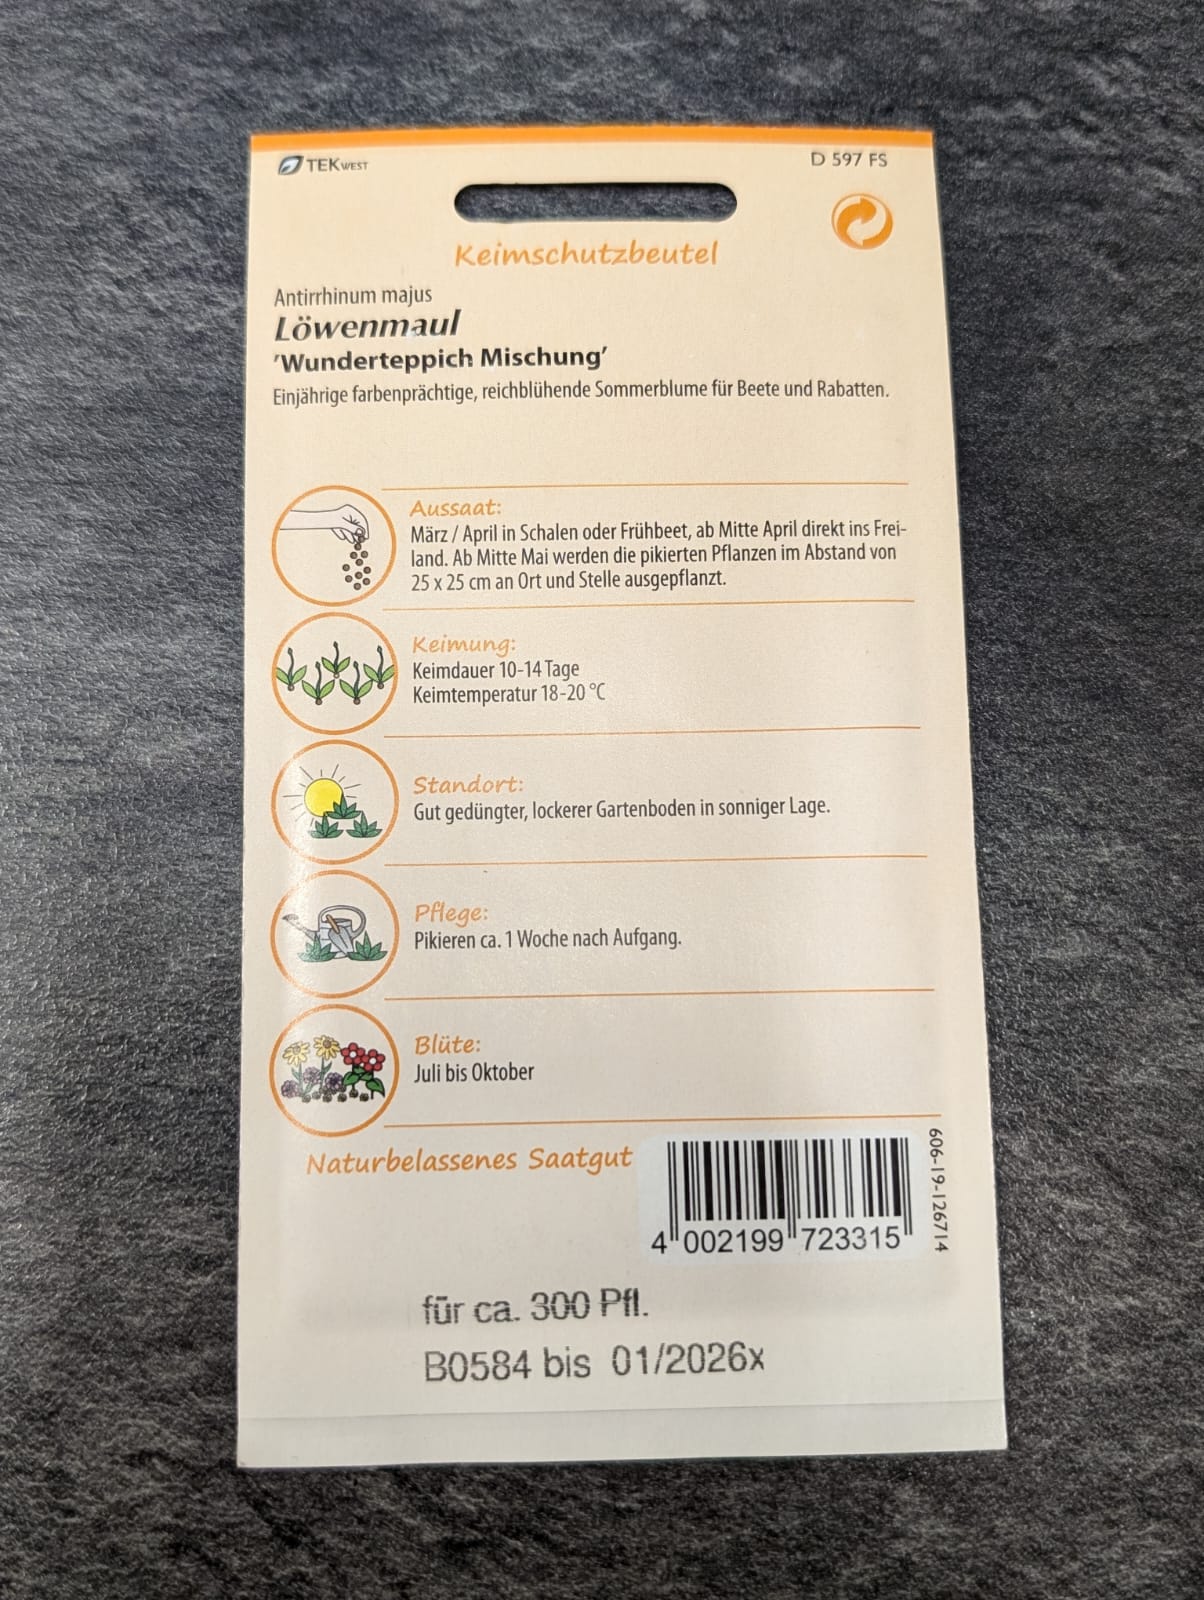 TEKWEST
D 597 FS
Keimschutzbeutel
Antirrhinum majus
Löwenmaul
'Wunderteppich Mischung'
Einjährige farbenprächtige, reichblühende Sommerblume für Beete und Rabatten.
Aussaat:
März / April in Schalen oder Frühbeet, ab Mitte April direkt ins Frei-
land. Ab Mitte Mai werden die pikierten Pflanzen im Abstand von
25 x 25 cm an Ort und Stelle ausgepflanzt.
Keimung:
Keimdauer 10-14 Tage
Keimtemperatur 18-20 °C
Standort:
Gut gedüngter, lockerer Gartenboden in sonniger Lage.
Pflege:
Pikieren ca. 1 Woche nach Aufgang.
Blüte:
Juli bis Oktober
Naturbelassenes Saatgut
4 002199 723315
606-19-126714
für ca. 300 Pfl.
B0584 bis 01/2026x